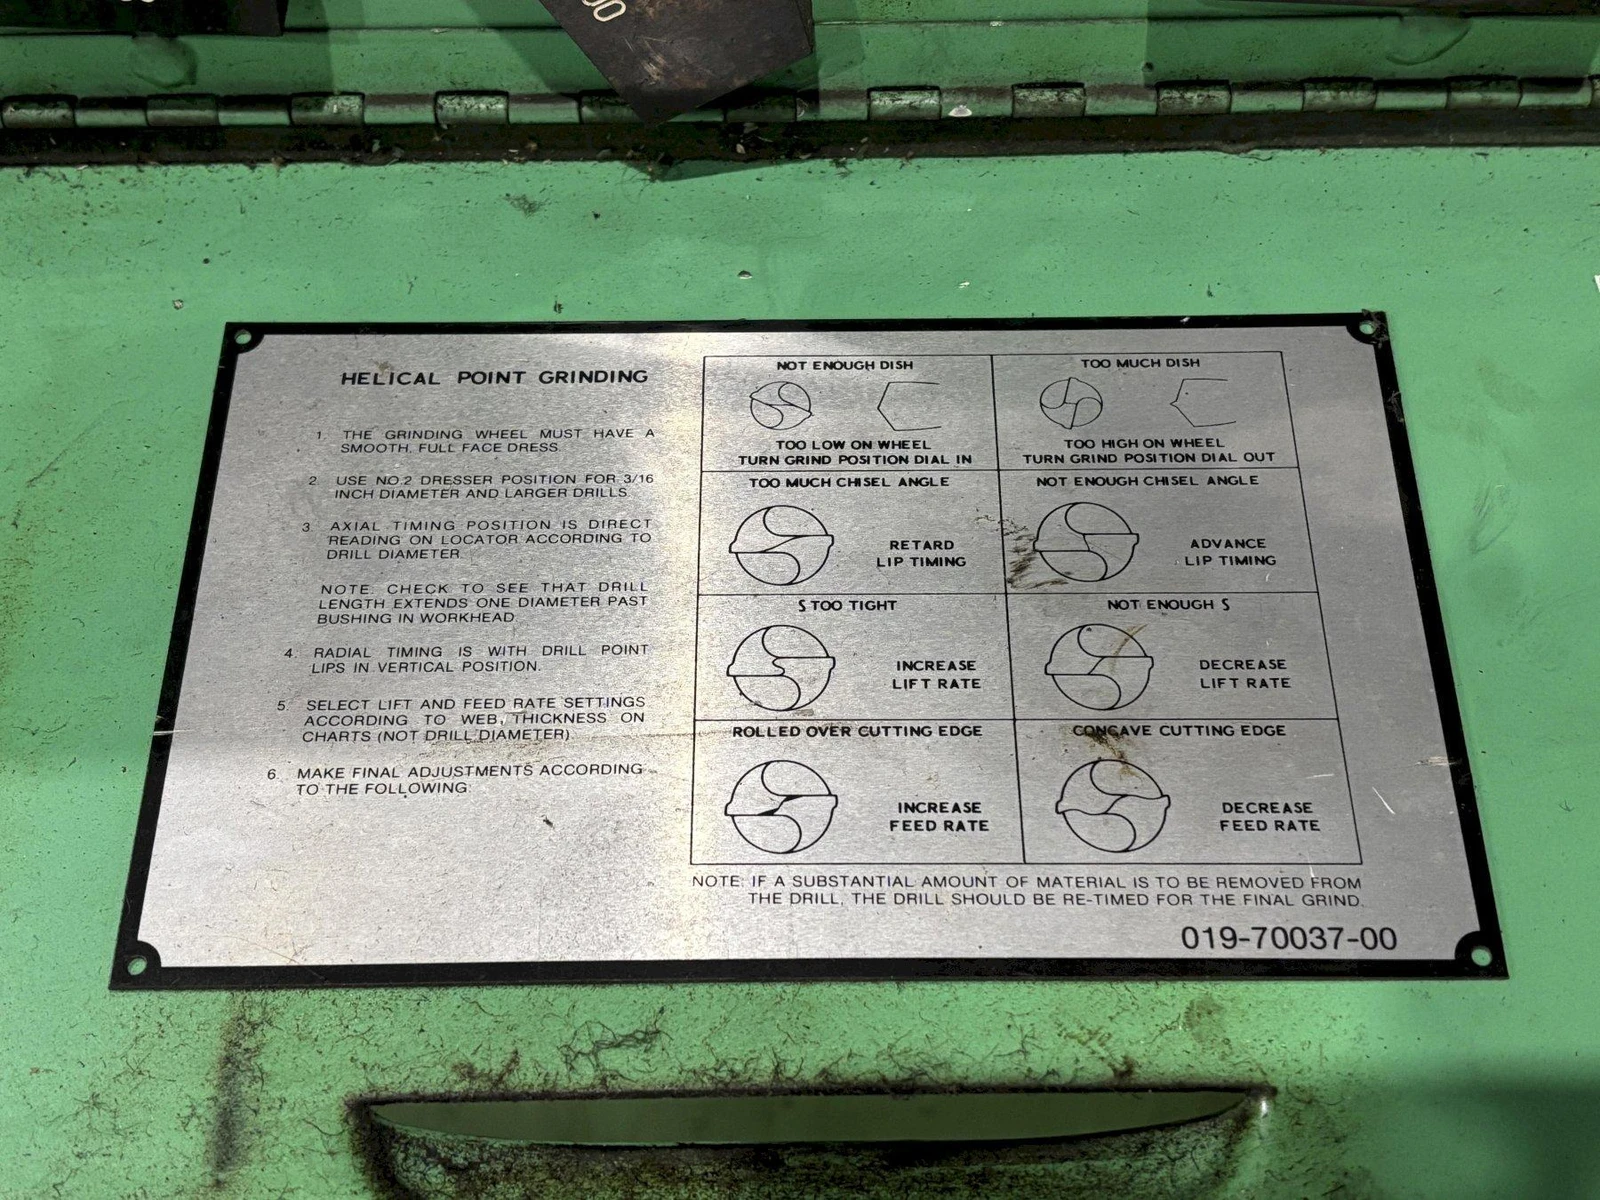 00
HELICAL POINT GRINDING
1. THE GRINDING WHEEL MUST HAVE A
SMOOTH, FULL FACE DRESS.
2. USE NO.2 DRESSER POSITION FOR 3/16
INCH DIAMETER AND LARGER DRILLS.
3. AXIAL TIMING POSITION IS DIRECT
READING ON LOCATOR ACCORDING TO
DRILL DIAMETER.
NOTE: CHECK TO SEE THAT DRILL
LENGTH EXTENDS ONE DIAMETER PAST
BUSHING IN WORKHEAD.
4. RADIAL TIMING IS WITH DRILL POINT
LIPS IN VERTICAL POSITION.
5. SELECT LIFT AND FEED RATE SETTINGS
ACCORDING TO WEB THICKNESS ON
CHARTS (NOT DRILL DIAMETER).
6. MAKE FINAL ADJUSTMENTS ACCORDING
TO THE FOLLOWING:
NOT ENOUGH DISH
TOO LOW ON WHEEL
TURN GRIND POSITION DIAL IN
TOO MUCH DISH
TOO HIGH ON WHEEL
TURN GRIND POSITION DIAL OUT
TOO MUCH CHISEL ANGLE
RETARD
LIP TIMING
NOT ENOUGH CHISEL ANGLE
ADVANCE
LIP TIMING
S TOO TIGHT
INCREASE
LIFT RATE
NOT ENOUGH S
DECREASE
LIFT RATE
ROLLED OVER CUTTING EDGE
INCREASE
FEED RATE
CONCAVE CUTTING EDGE
DECREASE
FEED RATE
NOTE: IF A SUBSTANTIAL AMOUNT OF MATERIAL IS TO BE REMOVED FROM
THE DRILL, THE DRILL SHOULD BE RE-TIMED FOR THE FINAL GRIND.
019-70037-00